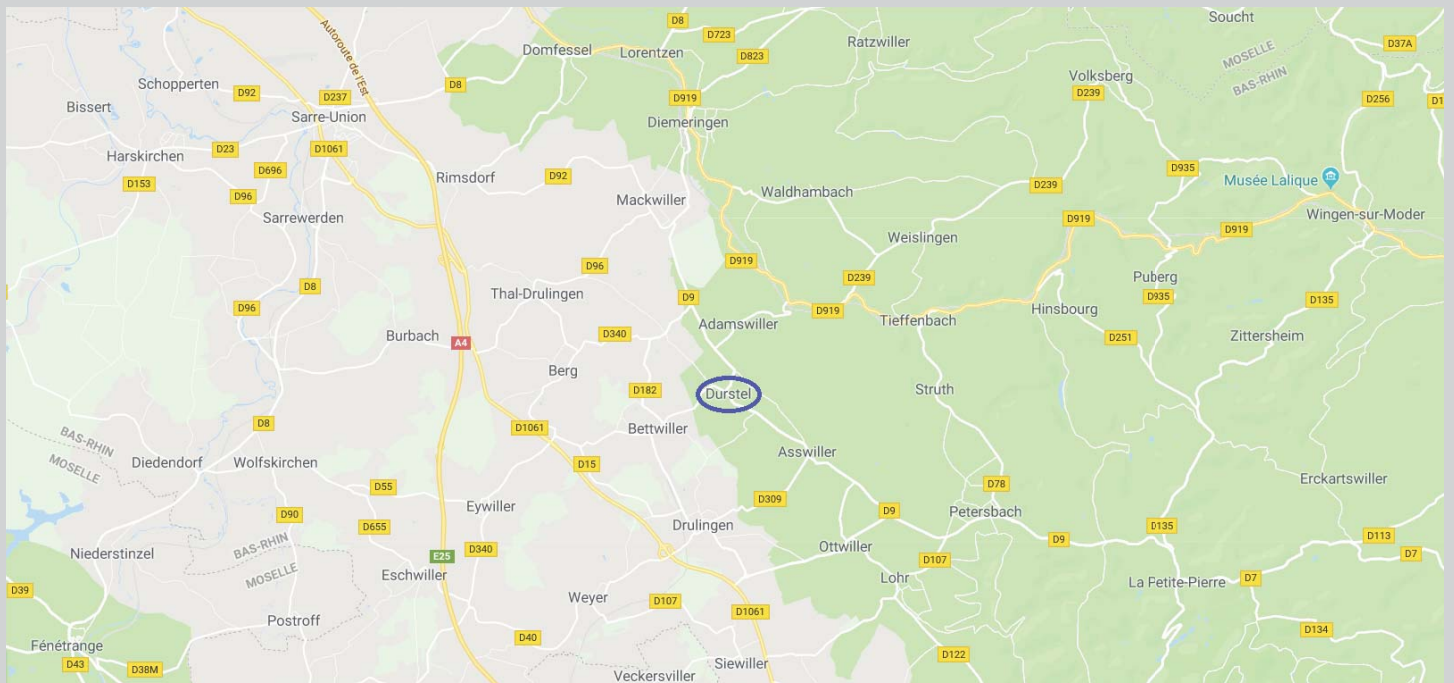 Soucht
D8
D723
Autoroute de l'Est
Domfessel
Lorentzen
D823
Ratzwiller
D37A
MOSELLE
BAS-RHIN
Volksberg
Schopperten
D8
D92
D237
D239
D256
D1
Bissert
Sarre-Union
D919
Diemeringen
D23
D1061
Harskirchen
D696
D153
D96
Rimsdorf
D92
D935
Musée Lalique
D239
Waldhambach
Mackwiller
Sarrewerden
D919
Wingen-sur-Moder
D919
Weislingen
D96
D919
D8
Thal-Drulingen
D9
D239
Puberg
D935
D135
D96
Adamswiller
D919
Tieffenbach
Hinsbourg
Burbach
A4
D340
D251
Zittersheim
Berg
D182
Durstel
Struth
D8
D1061
Bettwiller
BAS-RHIN
MOSELLE
Diedendorf
Wolfskirchen
D15
Asswiller
D55
D309
D78
Erckartswiller
D90
Eywiller
D9
Petersbach
D655
Drulingen
D135
BAS-RHIN
MOSELLE
Niederstinzel
E25
D340
Ottwiller
D9
D113
D7
D107
Eschwiller
Lohr
La Petite-Pierre
D7
D39
Weyer
D107
D1061
Postroff
D40
D134
Fénétrange
D43
D38M
D122
Siewiller
Veckersviller